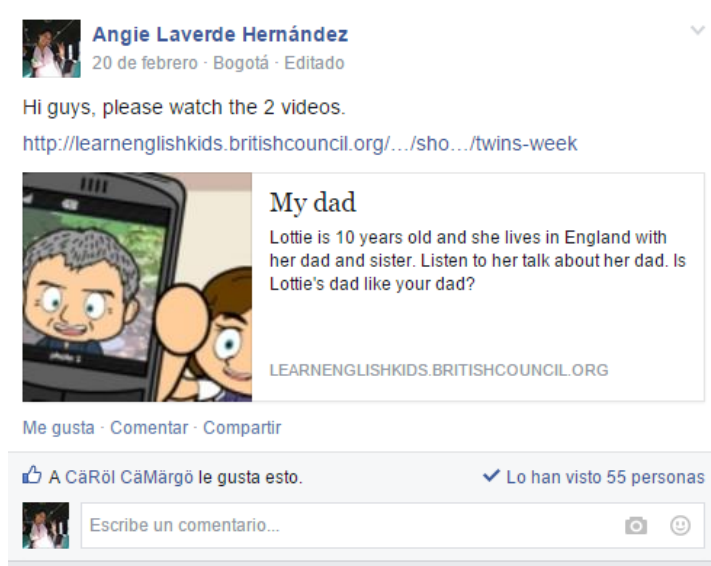 Angie Laverde Hernández
20 de febrero · Bogotá · Editado
Hi guys, please watch the 2 videos.
http://learnenglishkids.britishcouncil.org/…/sho…/twins-week
My dad
Lottie is 10 years old and she lives in England with
her dad and sister. Listen to her talk about her dad. Is
Lottie's dad like your dad?
photo 1
LEARNENGLISHKIDS.BRITISHCOUNCIL.ORG
Me gusta · Comentar · Compartir
A CäRöl CäMärgö le gusta esto.
Lo han visto 55 personas
Escribe un comentario...